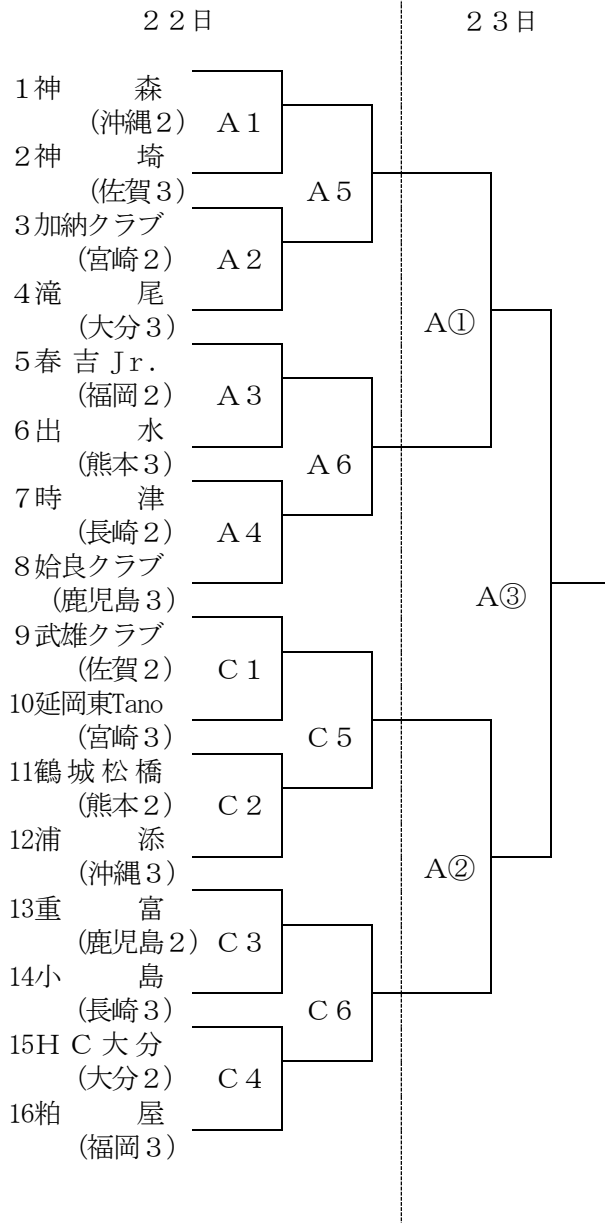 ２２日
２３日
１神　　　森
(沖縄２)
Ａ１
２神　　　埼
(佐賀３)
Ａ５
３加納クラブ
(宮崎２)
Ａ２
４滝　　　尾
(大分３)
Ａ①
５春 吉 Ｊｒ．
(福岡２)
Ａ３
６出　　　水
(熊本３)
Ａ６
７時　　　津
(長崎２)
Ａ４
８姶良クラブ
(鹿児島３)
Ａ③
９武雄クラブ
(佐賀２)
Ｃ１
10延岡東Tano
(宮崎３)
Ｃ５
11鶴 城 松 橋
(熊本２)
Ｃ２
12浦　　　添
(沖縄３)
Ａ②
13重　　　富
(鹿児島２)
Ｃ３
14小　　　島
(長崎３)
Ｃ６
15Ｈ Ｃ 大 分
(大分２)
Ｃ４
16粕　　　屋
(福岡３)